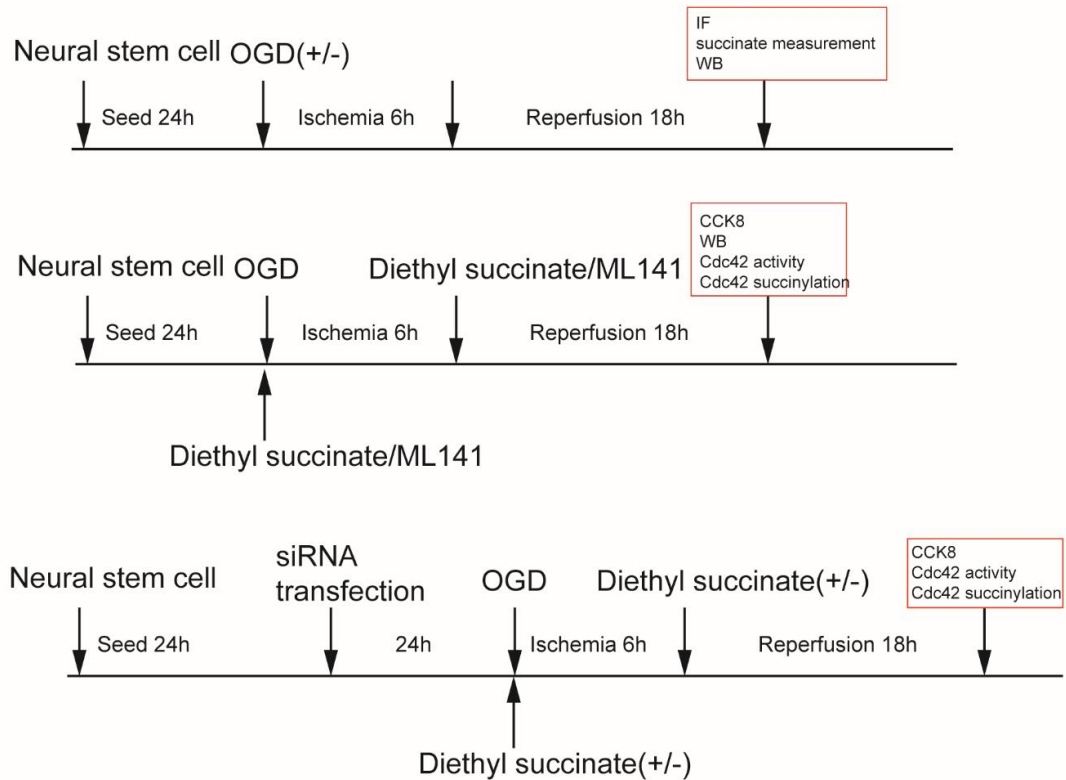 IF
succinate measurement
WB
Neural stem cell OGD(+/-)
Seed 24h Ischemia 6h Reperfusion 18h
CCK8
WB
Cdc42 activity
Cdc42 succinylation
Neural stem cell OGD Diethyl succinate/ML141
Seed 24h Ischemia 6h Reperfusion 18h
Diethyl succinate/ML141
CCK8
Cdc42 activity
Cdc42 succinylation
siRNA
transfection
Neural stem cell OGD Diethyl succinate(+/-)
Seed 24h 24h Ischemia 6h Reperfusion 18h
Diethyl succinate(+/-)